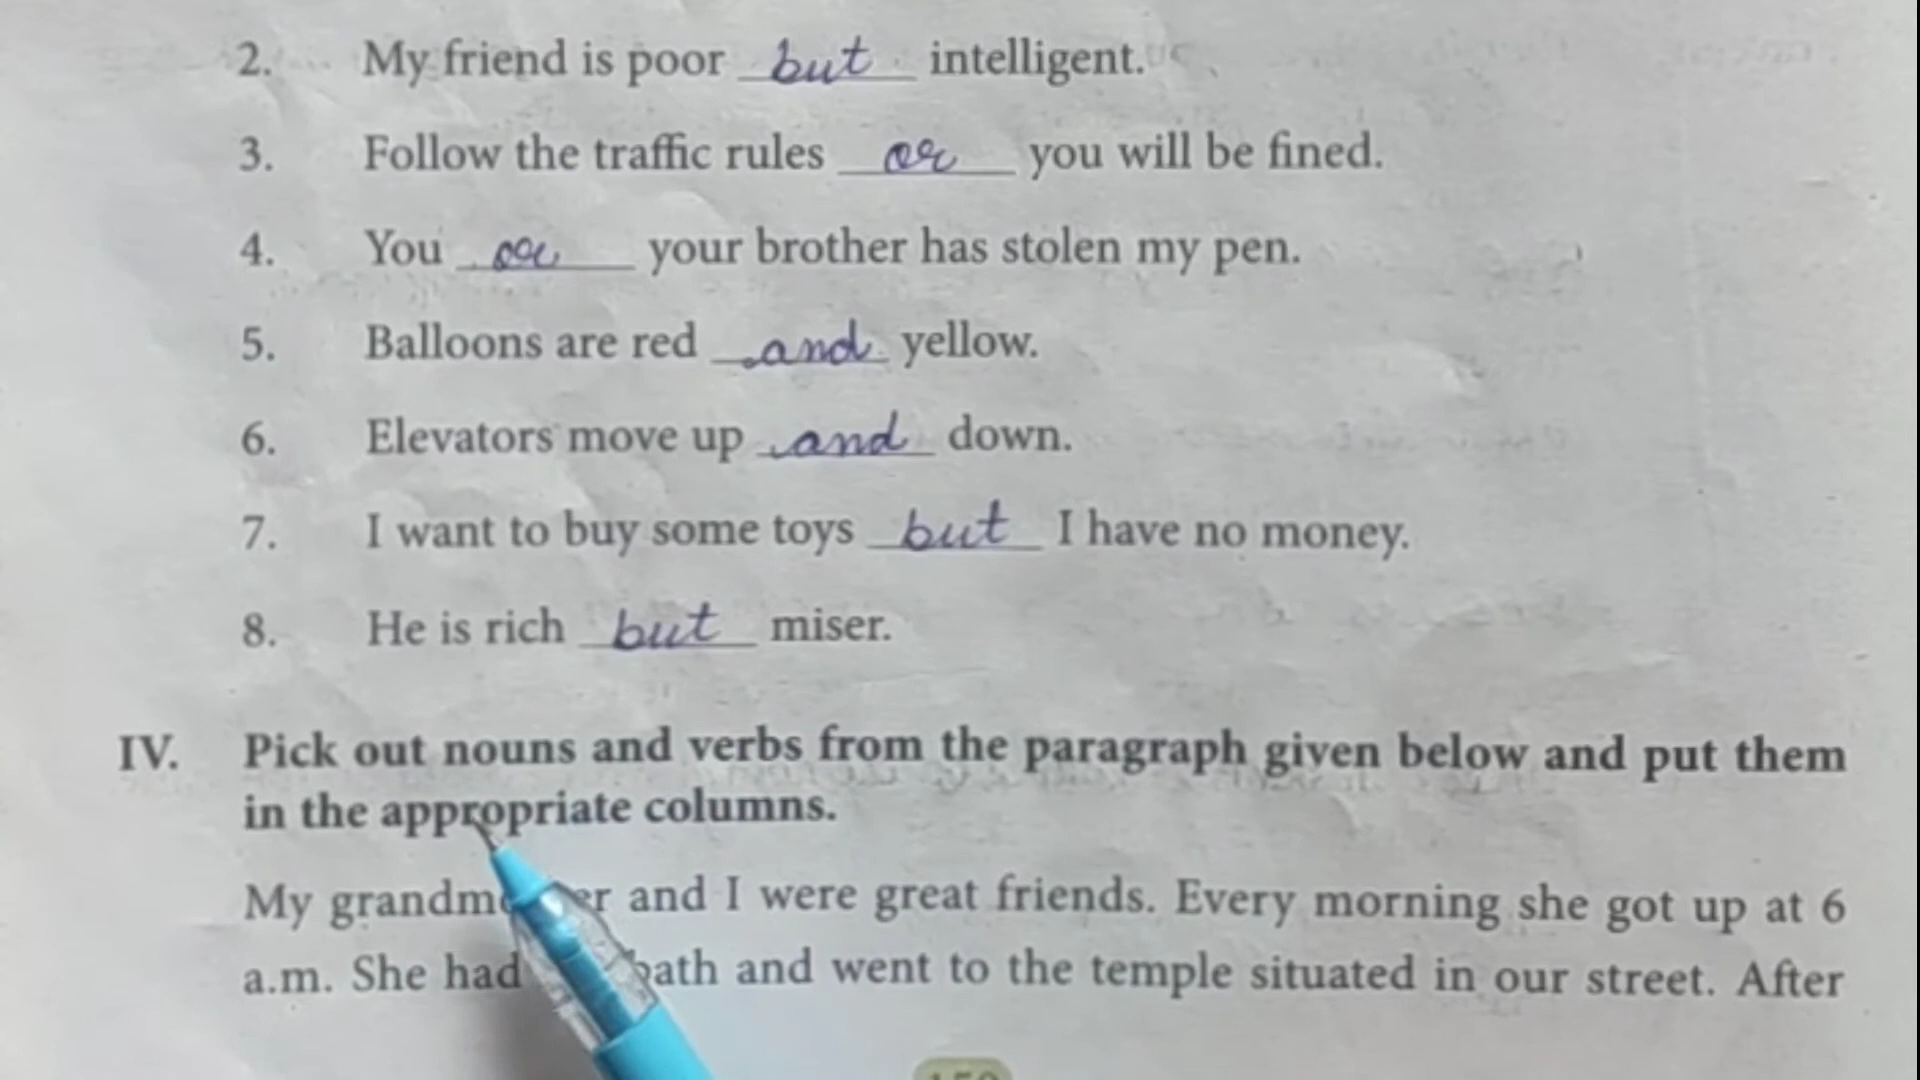 2. My friend is poor but intelligent.
3. Follow the traffic rules or you will be fined.
4. You or your brother has stolen my pen.
5. Balloons are red and yellow.
6. Elevators move up and down.
7. I want to buy some toys but I have no money.
8. He is rich but miser.
IV. Pick out nouns and verbs from the paragraph given below and put them
in the appropriate columns.
My and I were great friends. Every morning she got up at 6
a.m. She had bath and went to the temple situated in our street. After